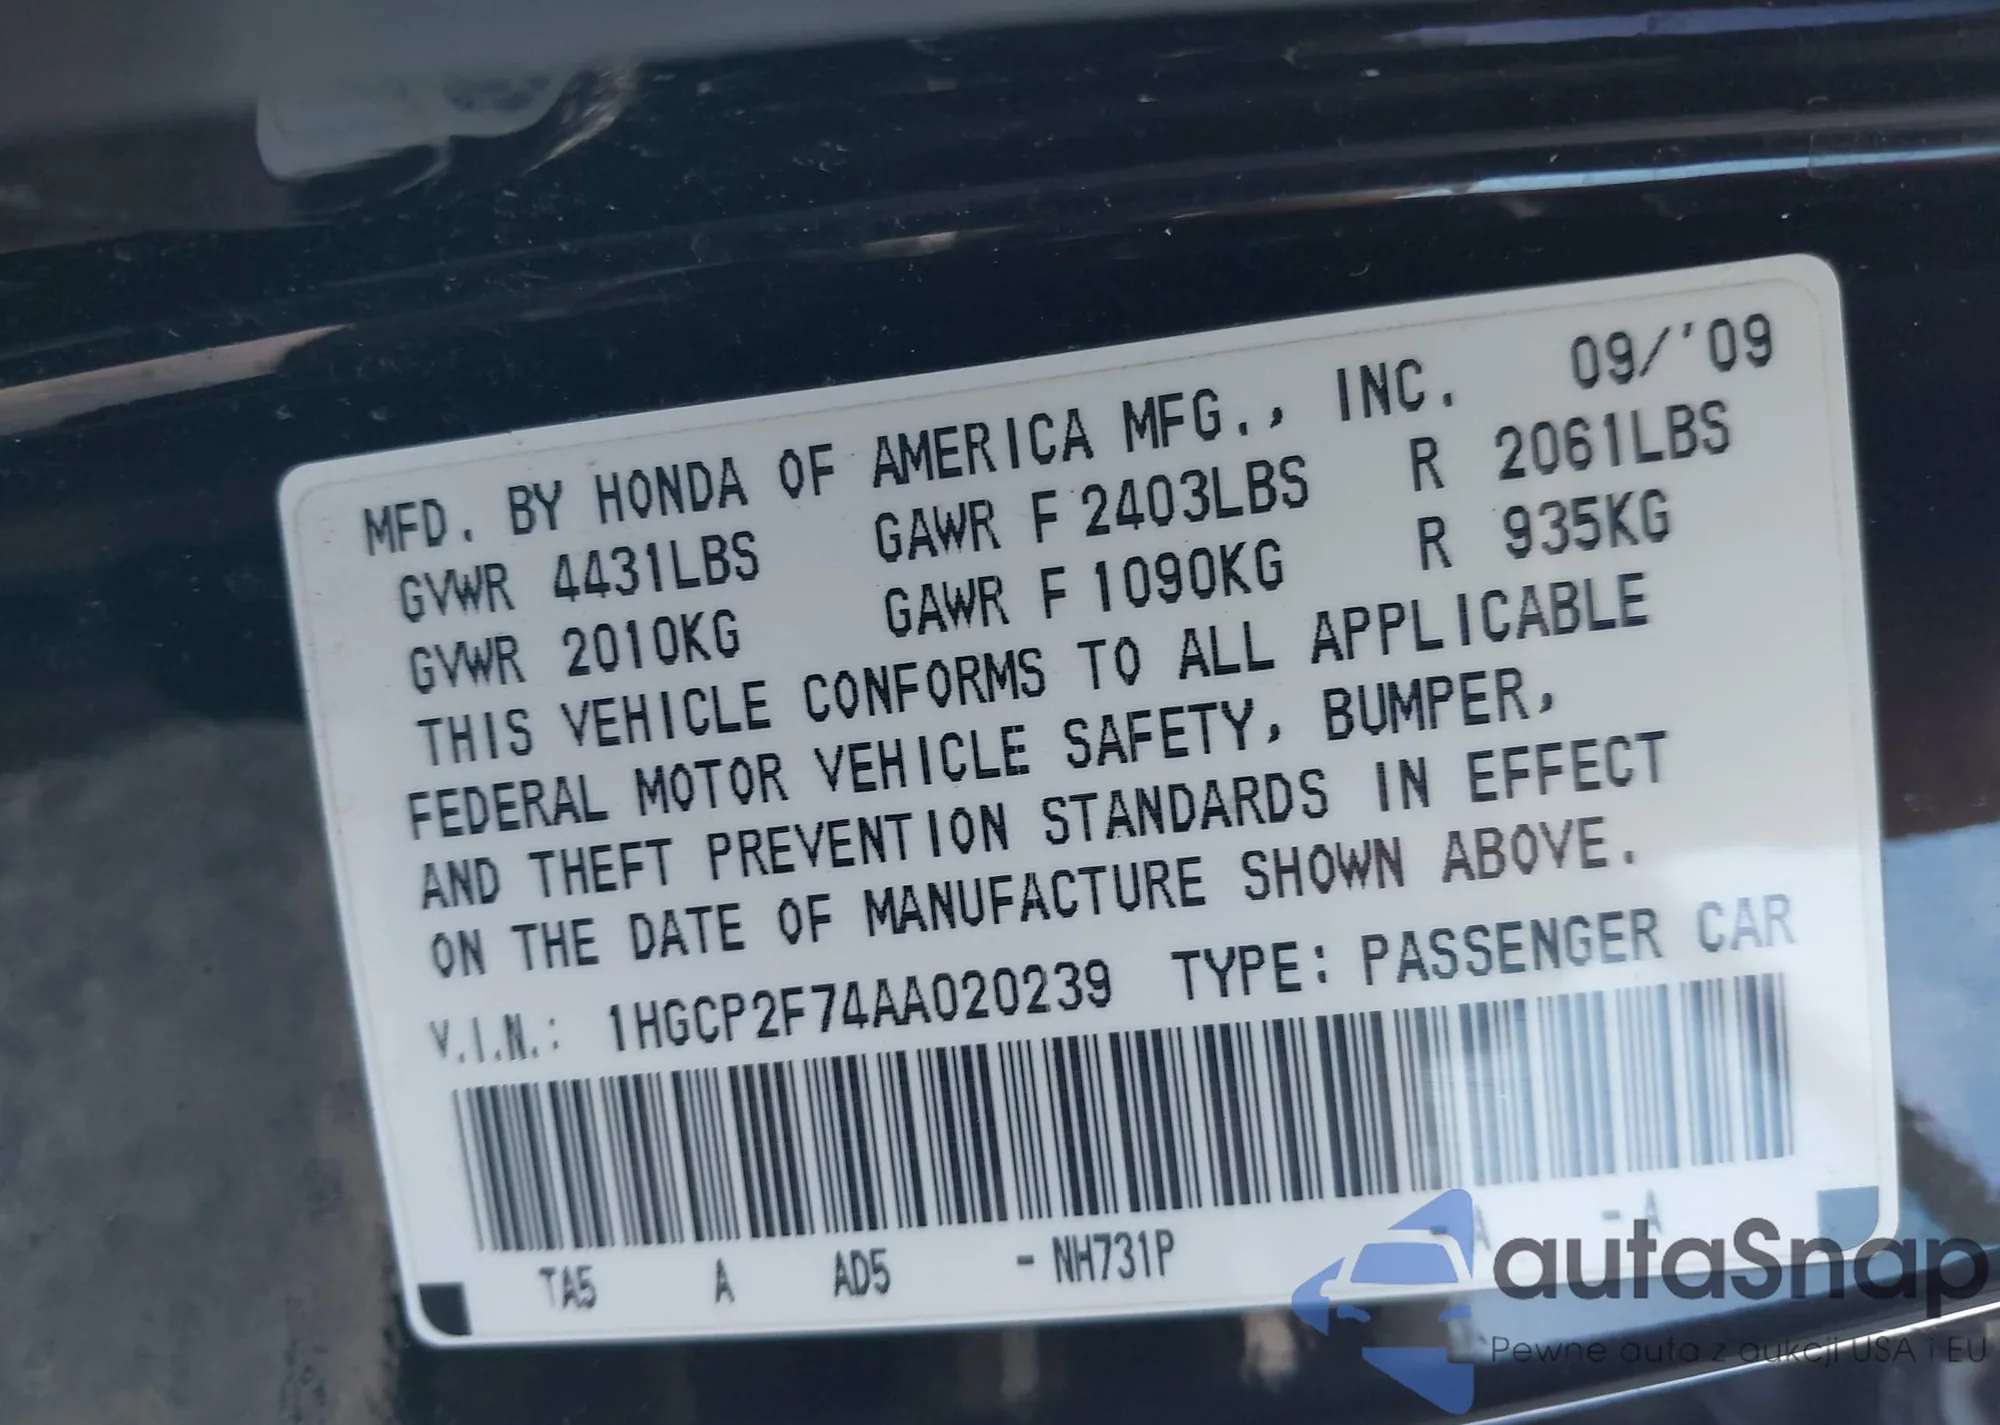 MFD. BY HONDA OF AMERICA MFG., INC. 09/'09
GVWR 4431LBS GAWR F 2403LBS R 2061LBS
GVWR 2010KG GAWR F 1090KG R 935KG
THIS VEHICLE CONFORMS TO ALL APPLICABLE
FEDERAL MOTOR VEHICLE SAFETY, BUMPER,
AND THEFT PREVENTION STANDARDS IN EFFECT
ON THE DATE OF MANUFACTURE SHOWN ABOVE.
V.I.N.: 1HGCP2F74AA020239 TYPE: PASSENGER CAR
TA5 A AD5 -NH731P -A -A
autaSnap
Pewne auta z aukcji USA i EU